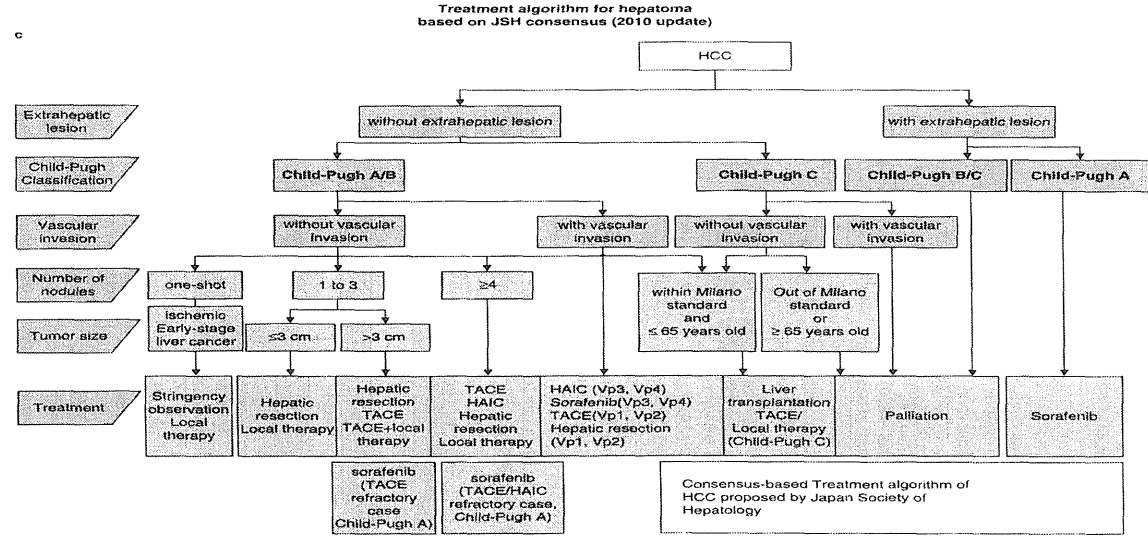 Treatment algorithm for hepatoma
based on JSH consensus (2010 update)
c
HCC
Extrahepatic
lesion
without extrahepatic lesion
with extrahepatic lesion
Child-Pugh
Classification
Child-Pugh A/B
Child-Pugh C
Child-Pugh B/C
Child-Pugh A
Vascular
invasion
without vascular
invasion
with vascular
invasion
without vascular
invasion
with vascular
invasion
Number of
nodules
one-shot
1 to 3
≥4
within Milano
standard
and
≤ 65 years old
Out of Milano
standard
or
≥ 65 years old
Tumor size
ischemic
Early-stage
liver cancer
≤3 cm
>3 cm
Treatment
Stringency
observation
Local
therapy
Hepatic
resection
Local therapy
Hepatic
resection
TACE
TACE+local
therapy
TACE
HAIC
Hepatic
resection
Local therapy
HAIC (Vp3, Vp4)
Sorafenib(Vp3, Vp4)
TACE(Vp1, Vp2)
Hepatic resection
(Vp1, Vp2)
Liver
transplantation
TACE/
Local therapy
(Child-Pugh C)
Palliation
Sorafenib
sorafenib
(TACE
refractory
case
Child-Pugh A)
sorafenib
(TACE/HAIC
refractory case,
Child-Pugh A)
Consensus-based Treatment algorithm of
HCC proposed by Japan Society of
Hepatology